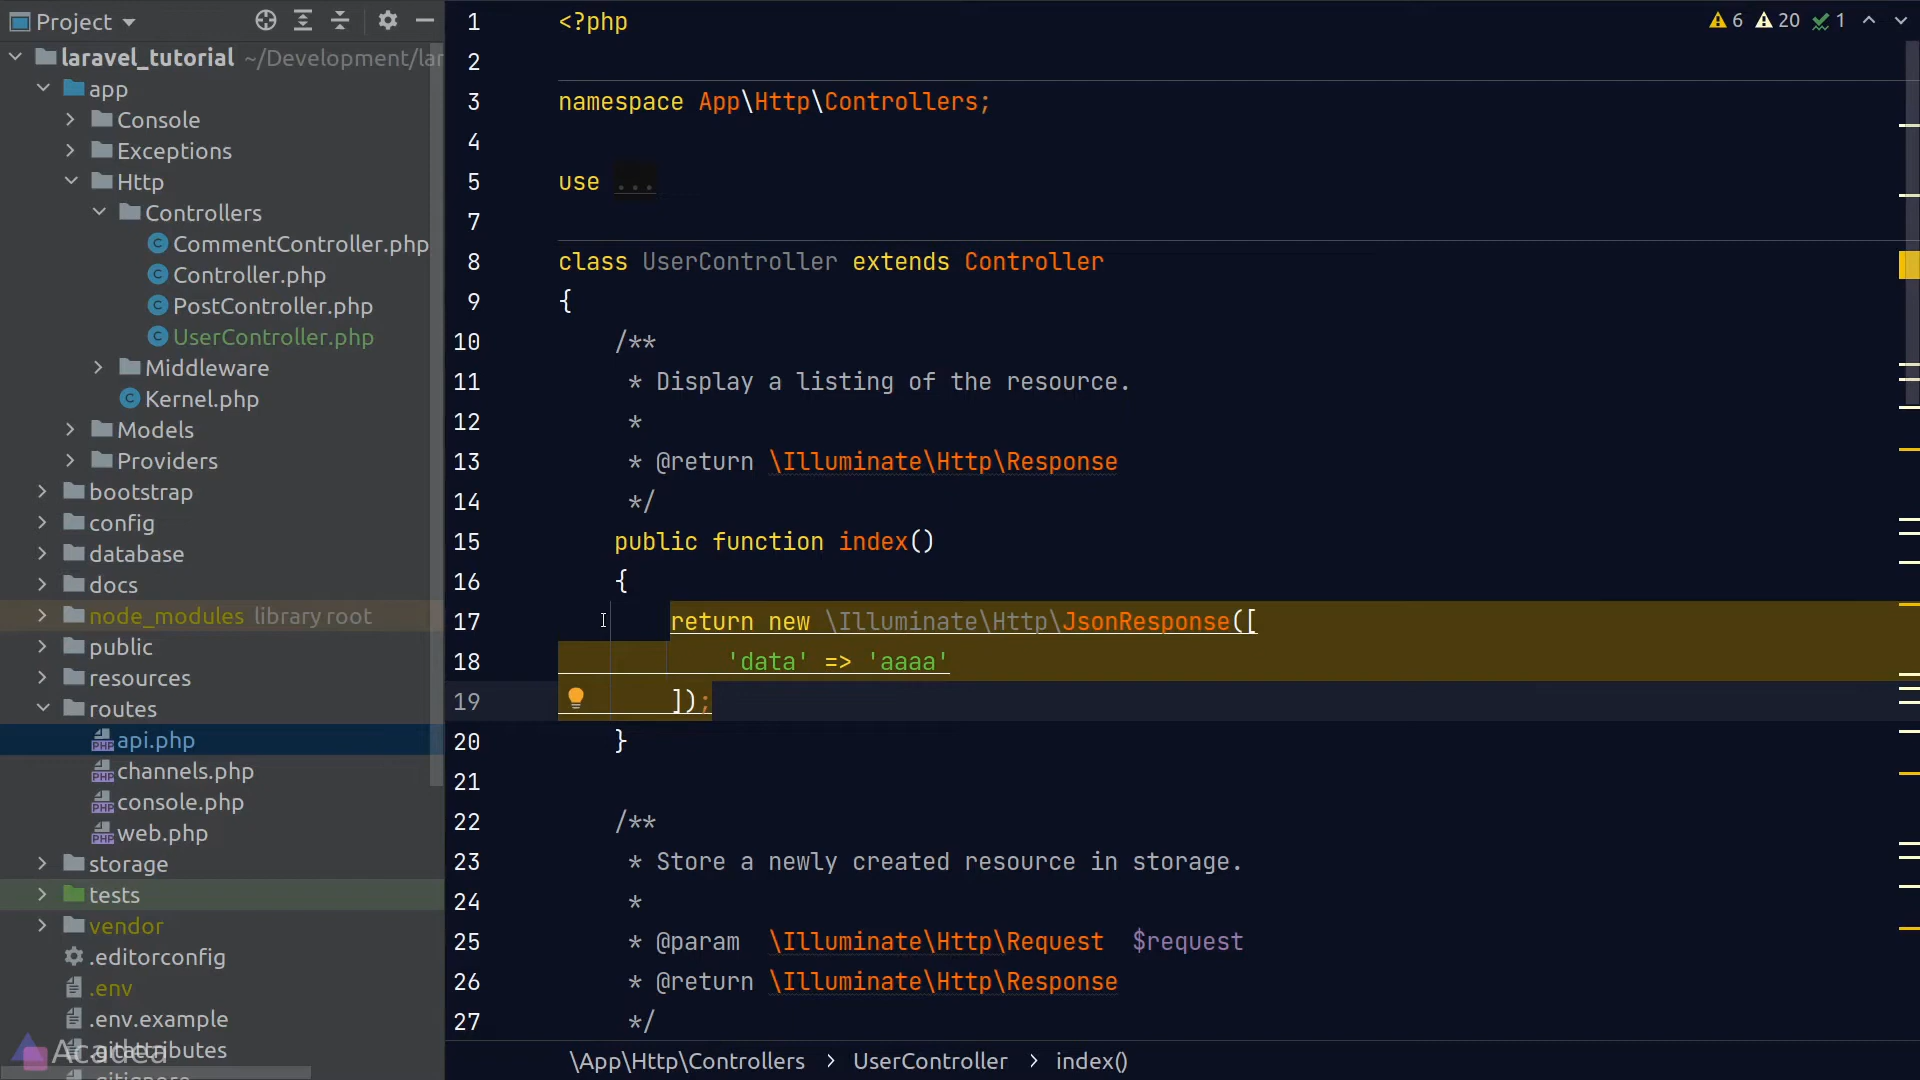 Project
laravel_tutorial ~/Development/lar
app
Console
Exceptions
Http
Controllers
CommentController.php
Controller.php
PostController.php
UserController.php
Middleware
Kernel.php
Models
Providers
bootstrap
config
database
docs
node_modules library root
public
resources
routes
api.php
channels.php
console.php
web.php
storage
tests
vendor
.editorconfig
.env
.env.example
.gitattributes
.gitignore
Acadea
6 20 1
1 <?php
2
3 namespace App\Http\Controllers;
4
5 use ...
7
8 class UserController extends Controller
9 {
10 /**
11 * Display a listing of the resource.
12 *
13 * @return \Illuminate\Http\Response
14 */
15 public function index()
16 {
17 return new \Illuminate\Http\JsonResponse([
18 'data' => 'aaaa'
19 ]);
20 }
21
22 /**
23 * Store a newly created resource in storage.
24 *
25 * @param \Illuminate\Http\Request $request
26 * @return \Illuminate\Http\Response
27 */
\App\Http\Controllers > UserController > index()